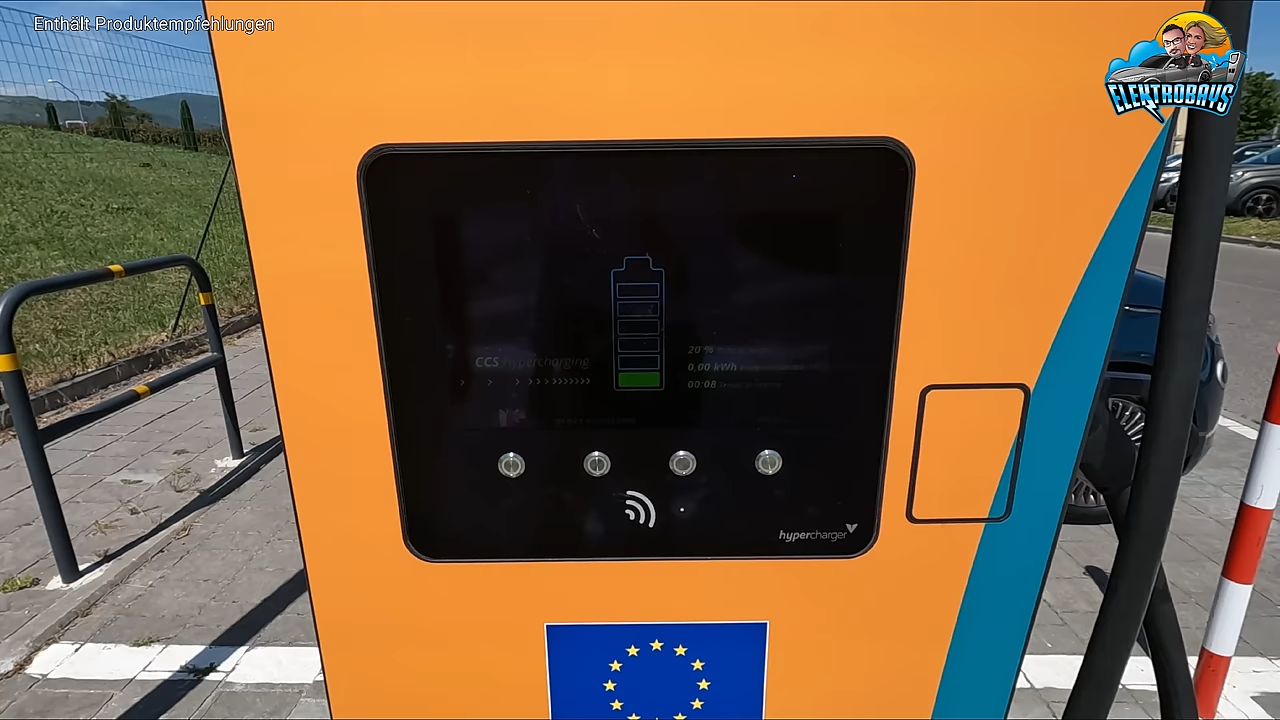 Enthält Produktempfehlungen
ELEKTROBAYS
CCS hypercharging
20 %
0,00 kWh
00:08
hypercharger